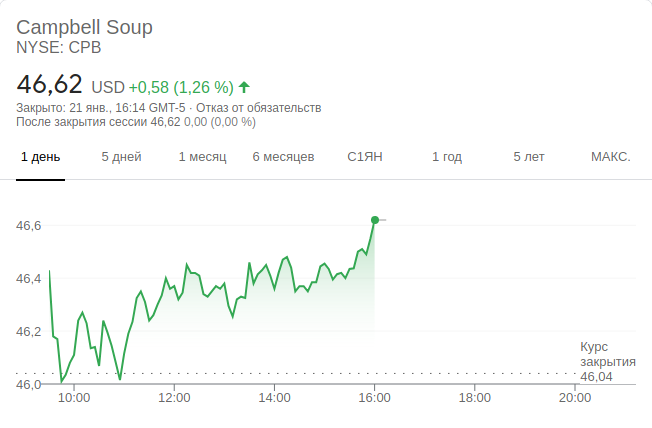 Campbell Soup
NYSE: CPB
46,62 USD +0,58 (1,26 %)
Закрыто: 21 янв., 16:14 GMT-5 · Отказ от обязательств
После закрытия сессии 46,62 0,00 (0,00 %)
1 день 5 дней 1 месяц 6 месяцев С1ЯН 1 год 5 лет МАКС.
46,6
46,4
46,2
46,0
Курс
закрытия
46,04
10:00 12:00 14:00 16:00 18:00 20:00